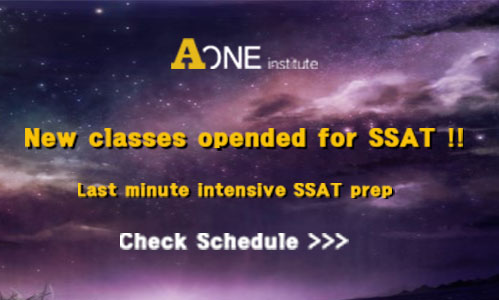 AONE institute
New classes opended for SSAT !!
Last minute intensive SSAT prep
Check Schedule >>>